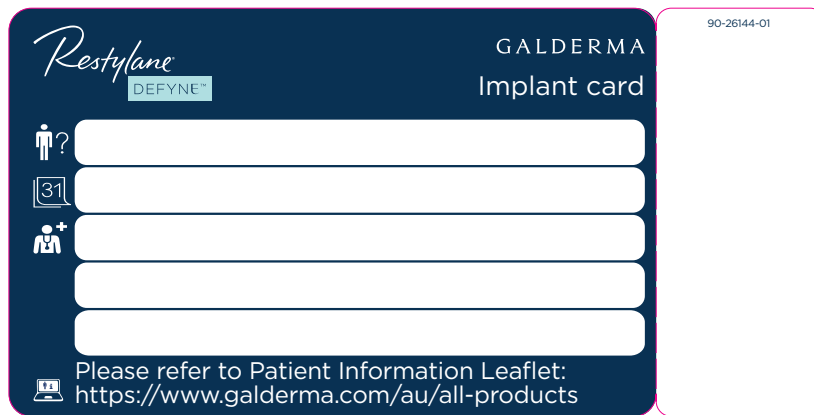 Restylane
DEFYNE™
GALDERMA
Implant card
90-26144-01
?
31
Please refer to Patient Information Leaflet:
https://www.galderma.com/au/all-products